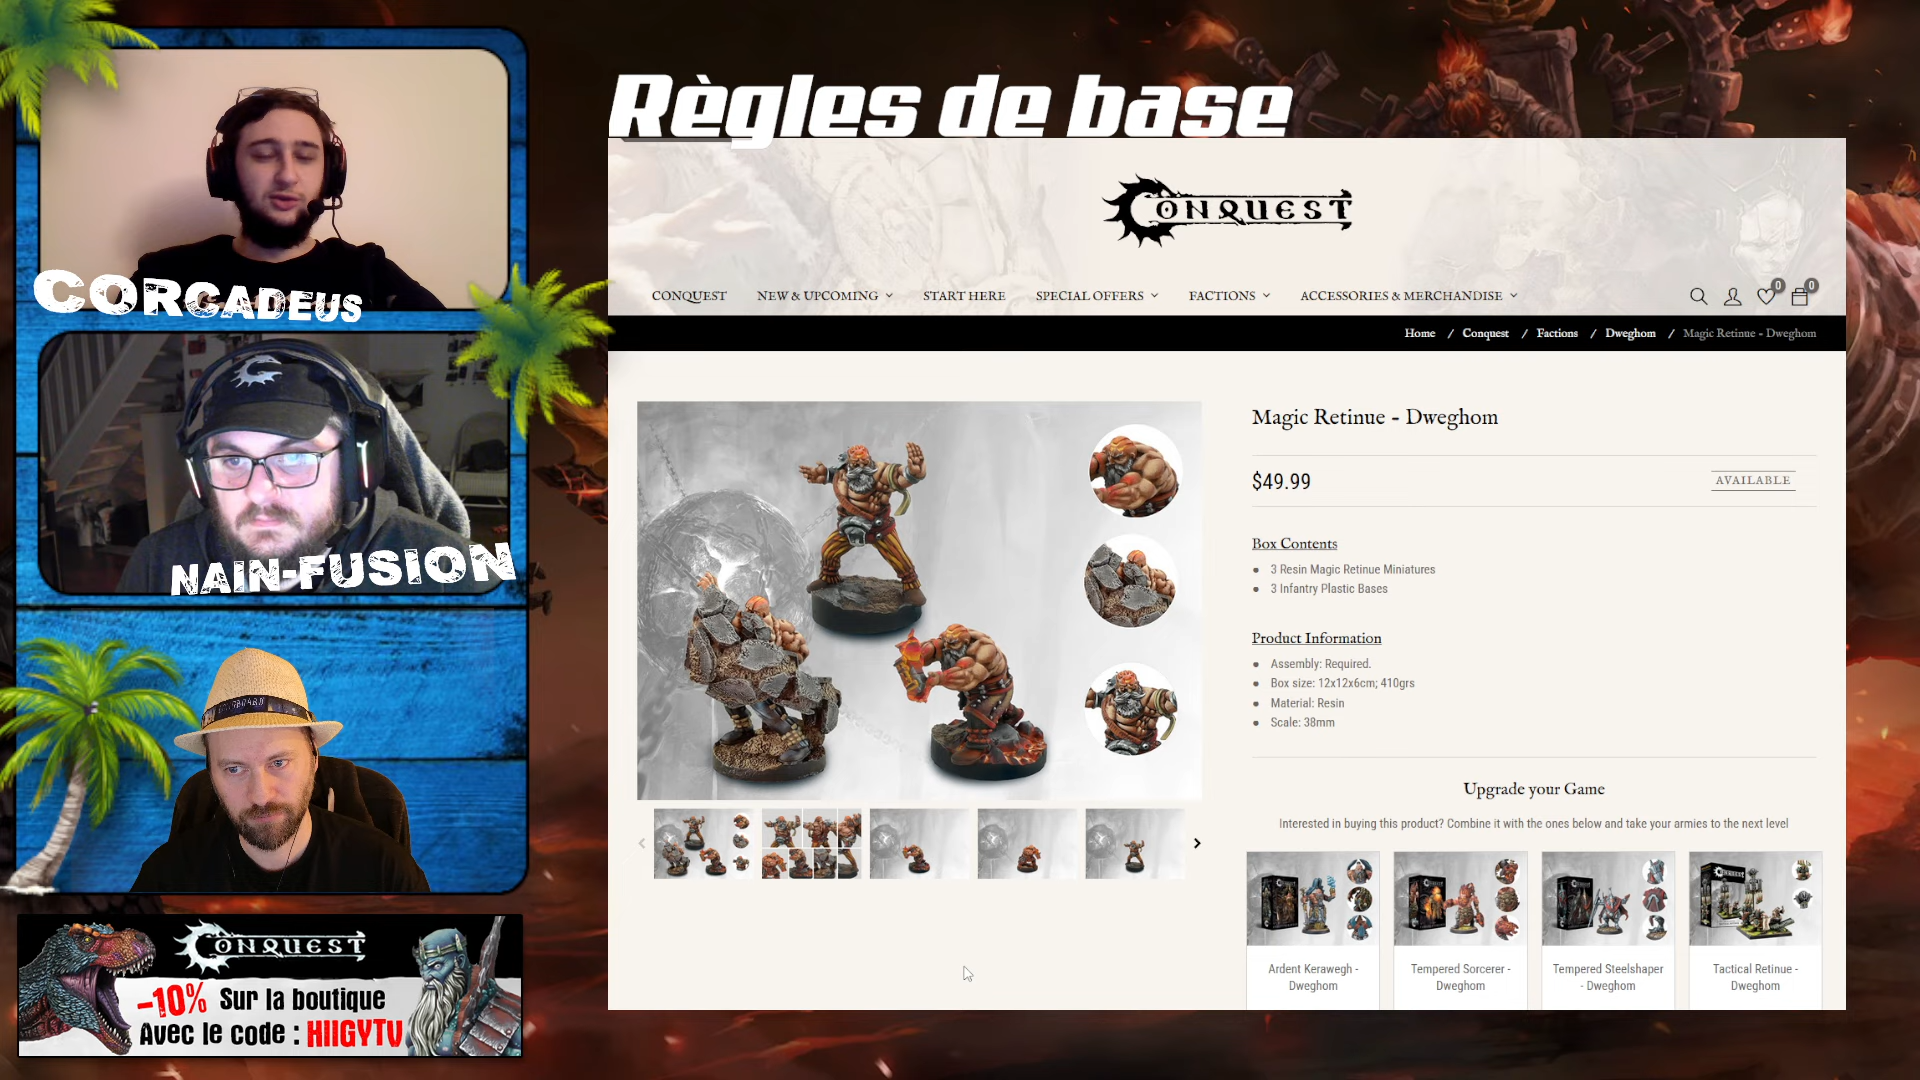 Règles de base
CONQUEST
CONQUEST
NEW & UPCOMING
START HERE
SPECIAL OFFERS
FACTIONS
ACCESSORIES & MERCHANDISE
0
0
Home / Conquest / Factions / Dweghom / Magic Retinue - Dweghom
Magic Retinue - Dweghom
$49.99
AVAILABLE
Box Contents
3 Resin Magic Retinue Miniatures
3 Infantry Plastic Bases
Product Information
Assembly: Required.
Box size: 12x12x6cm; 410grs
Material: Resin
Scale: 38mm
Upgrade your Game
Interested in buying this product? Combine it with the ones below and take your armies to the next level
Ardent Kerawegh -
Dweghom
Tempered Sorcerer -
Dweghom
Tempered Steelshaper
- Dweghom
Tactical Retinue -
Dweghom
CORCADEUS
NAIN-FUSION
CONQUEST
-10% Sur la boutique
Avec le code : HIIGYTV